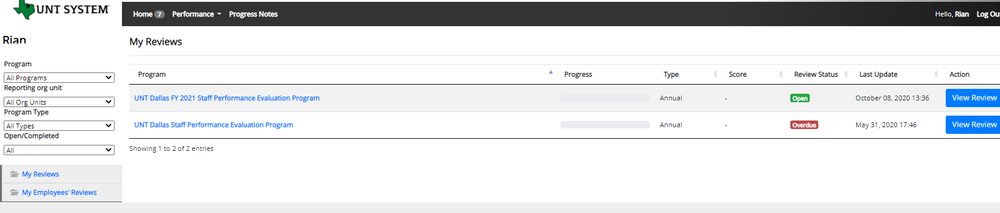 UNT SYSTEM
Home 7 Performance Progress Notes Hello, Rian Log Ou
Rian
My Reviews
Program
All Programs
Reporting org unit
All Org Units
Program Type
All Types
Open/Completed
All
My Reviews
My Employees' Reviews
Program Progress Type Score Review Status Last Update Action
UNT Dallas FY 2021 Staff Performance Evaluation Program Annual - Open October 08, 2020 13:36 View Review
UNT Dallas Staff Performance Evaluation Program Annual - Overdue May 31, 2020 17:46 View Review
Showing 1 to 2 of 2 entries